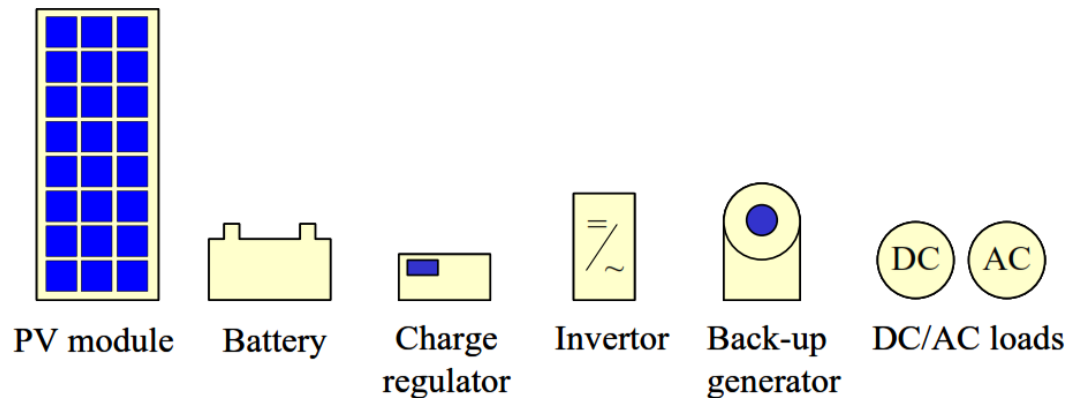 =
~
DC AC
PV module Battery Charge regulator Invertor Back-up generator DC/AC loads